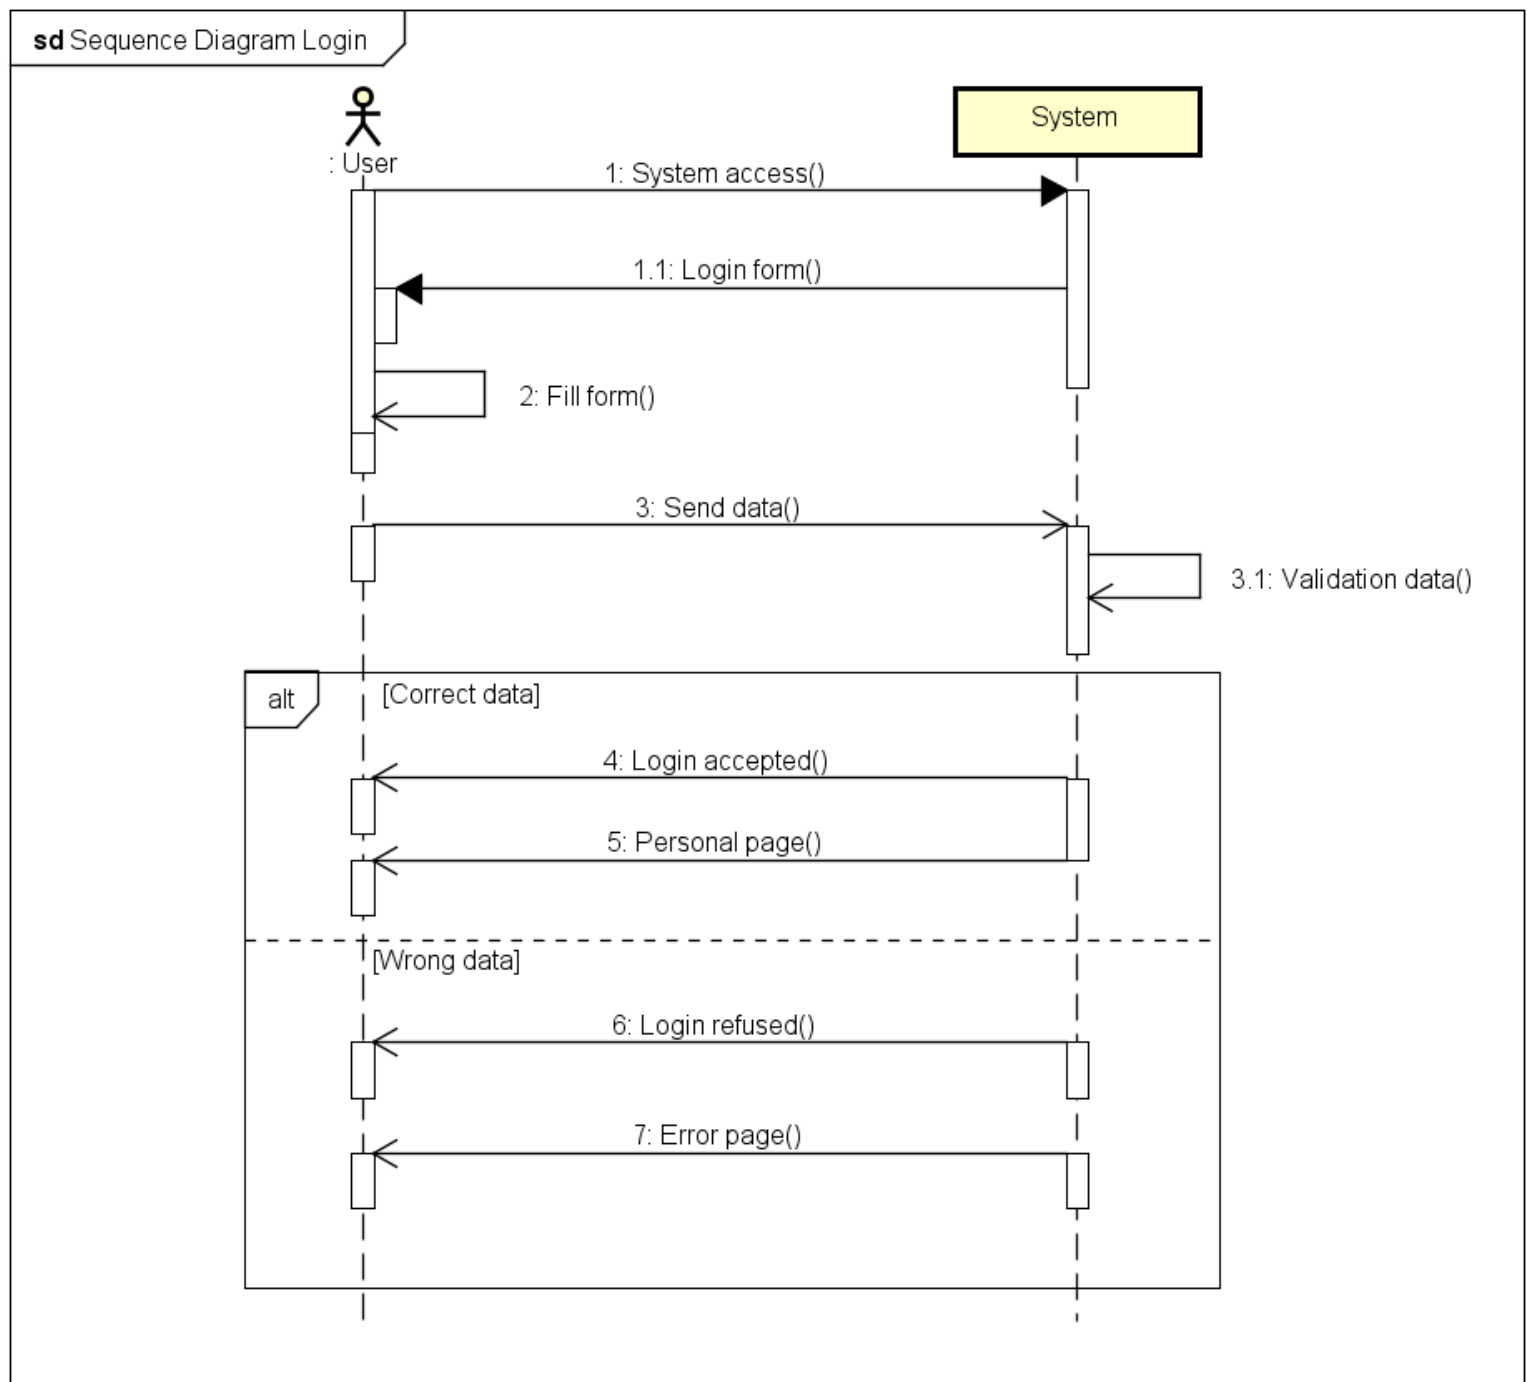 sd Sequence Diagram Login
: User
System
1: System access()
1.1: Login form()
2: Fill form()
3: Send data()
3.1: Validation data()
alt
[Correct data]
4: Login accepted()
5: Personal page()
[Wrong data]
6: Login refused()
7: Error page()